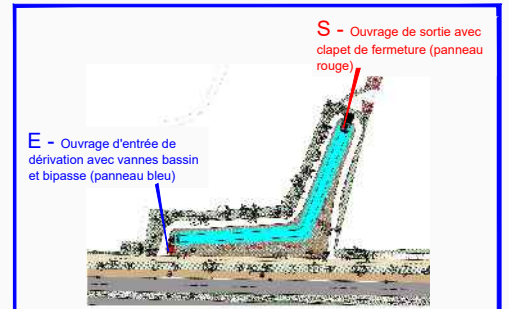 S - Ouvrage de sortie avec
clapet de fermeture (panneau
rouge)
E - Ouvrage d'entrée de
dérivation avec vannes bassin
et bipasse (panneau bleu)